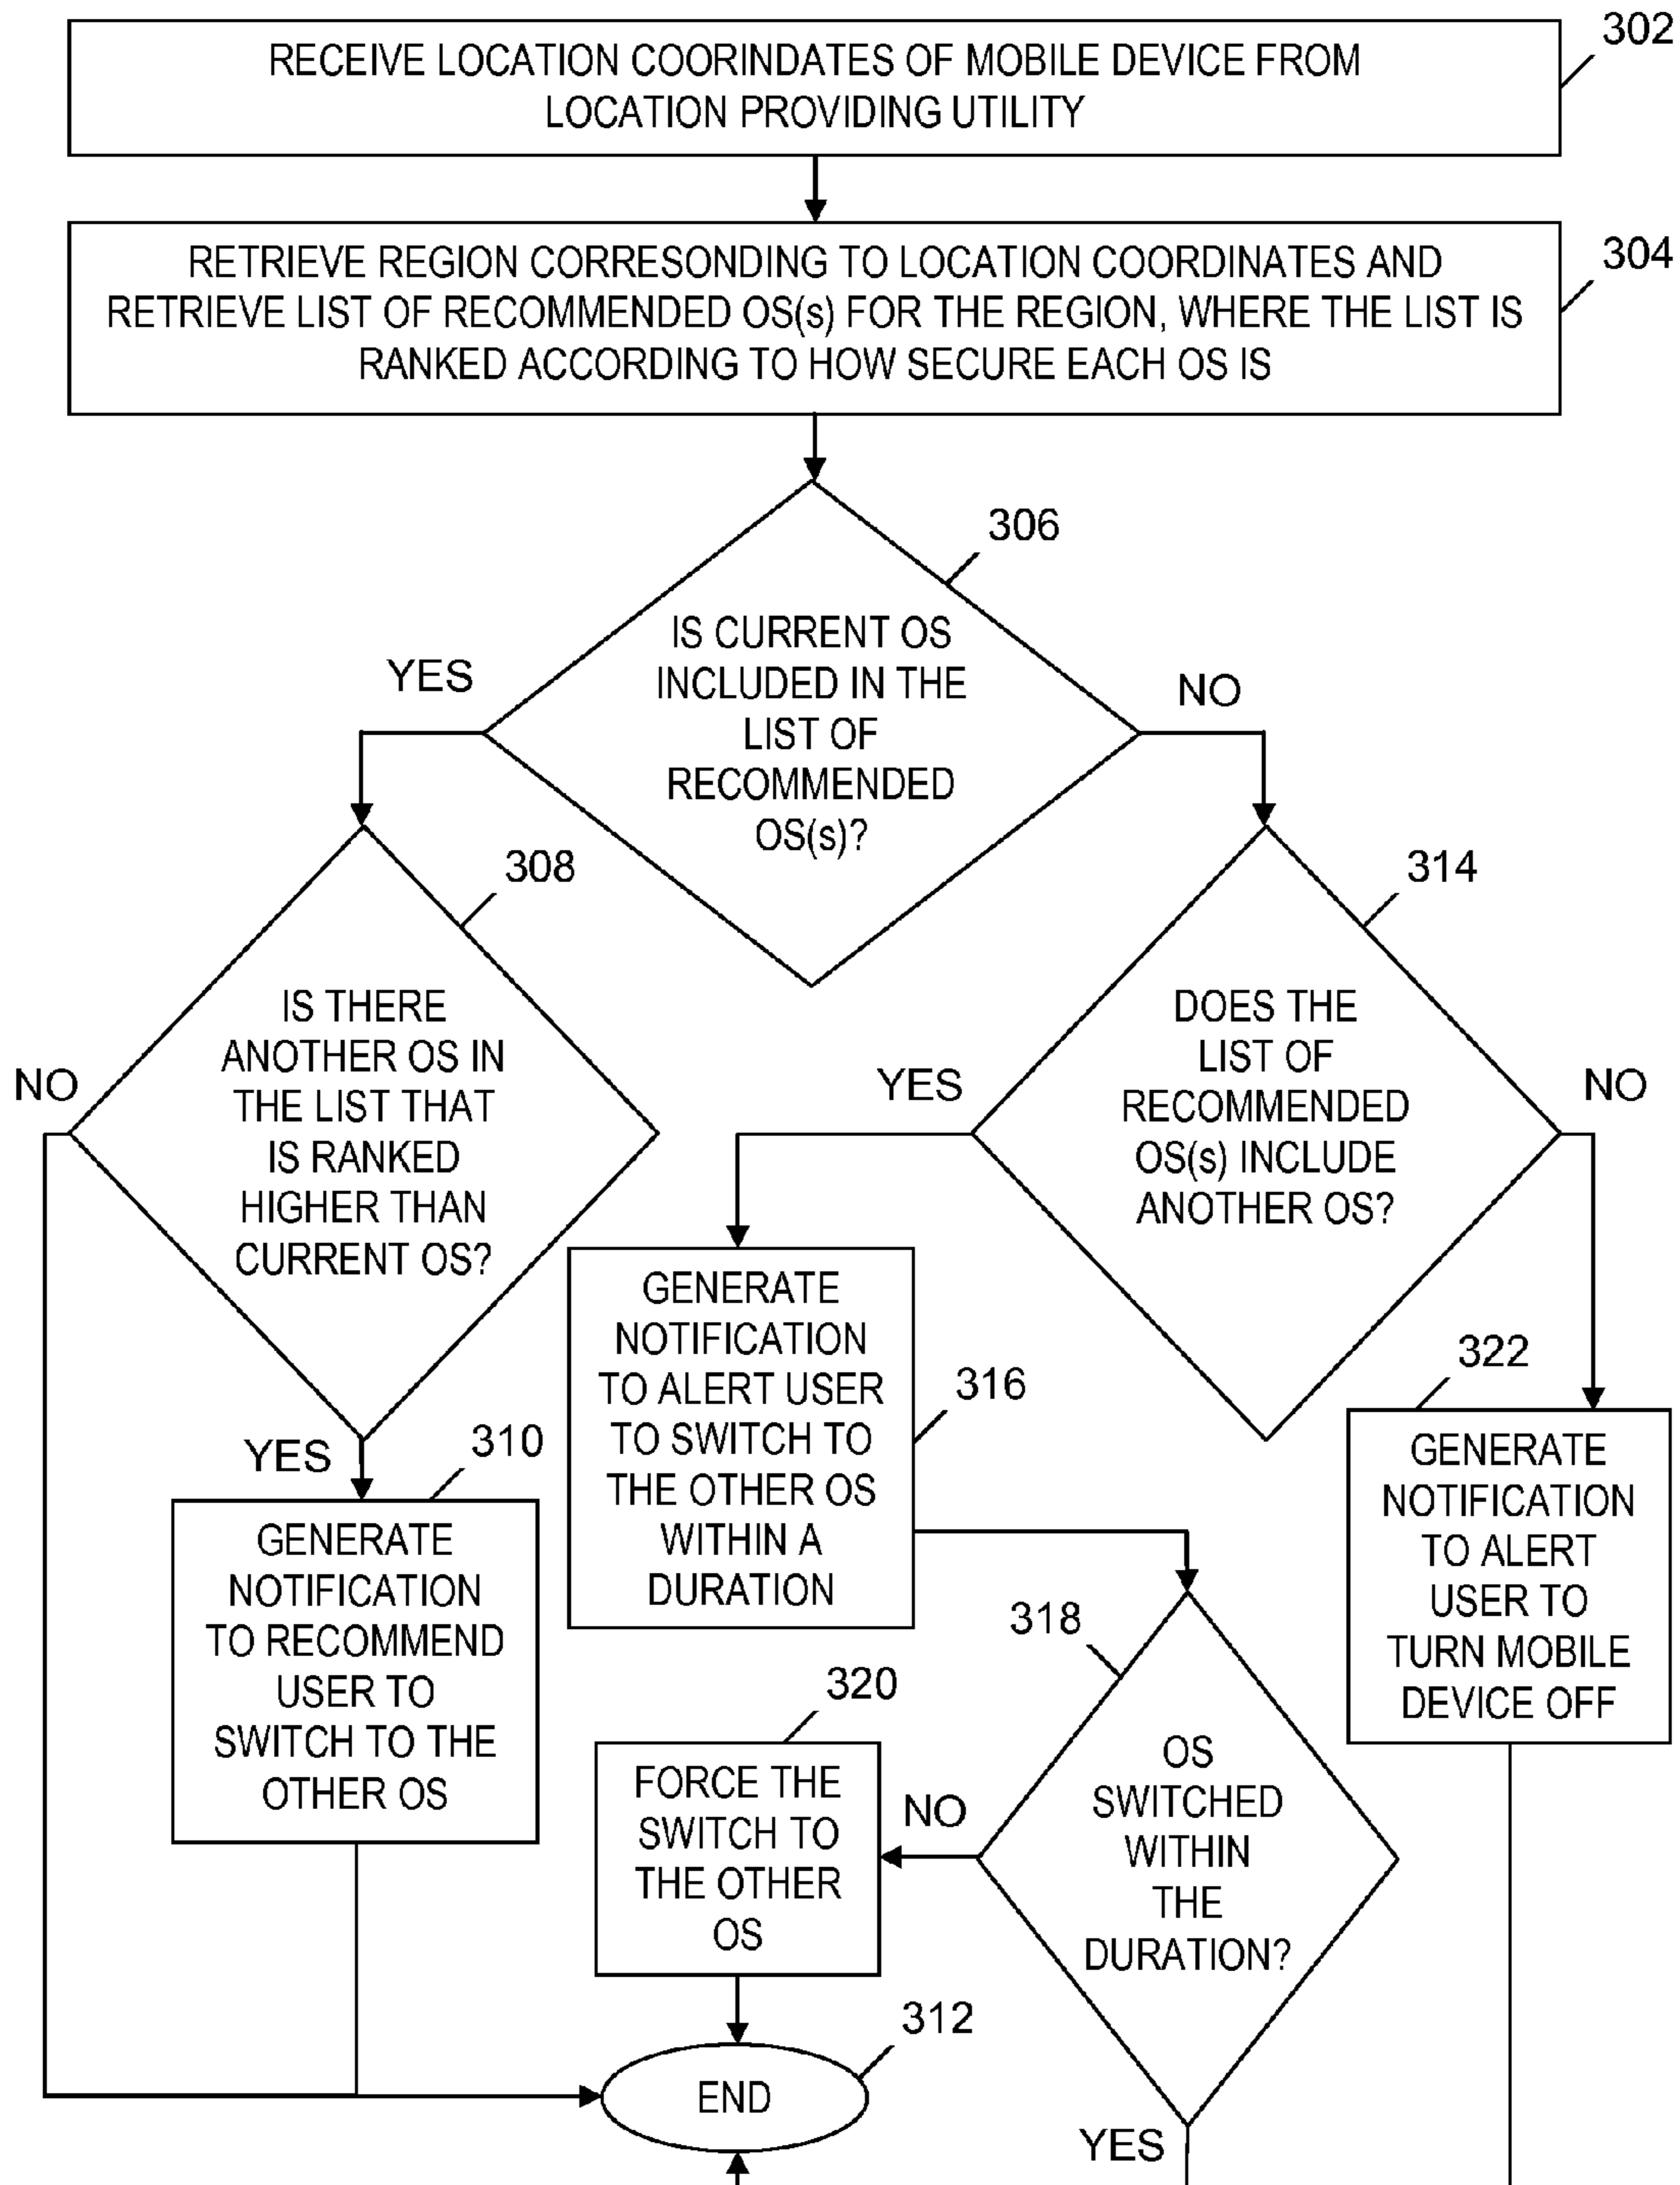 302
RECEIVE LOCATION COORINDATES OF MOBILE DEVICE FROM
LOCATION PROVIDING UTILITY
304
RETRIEVE REGION CORRESONDING TO LOCATION COORDINATES AND
RETRIEVE LIST OF RECOMMENDED OS(s) FOR THE REGION, WHERE THE LIST IS
RANKED ACCORDING TO HOW SECURE EACH OS IS
306
IS CURRENT OS
INCLUDED IN THE
LIST OF
RECOMMENDED
OS(s)?
YES
NO
308
IS THERE
ANOTHER OS IN
THE LIST THAT
IS RANKED
HIGHER THAN
CURRENT OS?
NO
YES
314
DOES THE
LIST OF
RECOMMENDED
OS(s) INCLUDE
ANOTHER OS?
YES
NO
310
GENERATE
NOTIFICATION
TO RECOMMEND
USER TO
SWITCH TO THE
OTHER OS
316
GENERATE
NOTIFICATION
TO ALERT USER
TO SWITCH TO
THE OTHER OS
WITHIN A
DURATION
322
GENERATE
NOTIFICATION
TO ALERT
USER TO
TURN MOBILE
DEVICE OFF
318
OS
SWITCHED
WITHIN
THE
DURATION?
NO
YES
320
FORCE THE
SWITCH TO
THE OTHER
OS
312
END